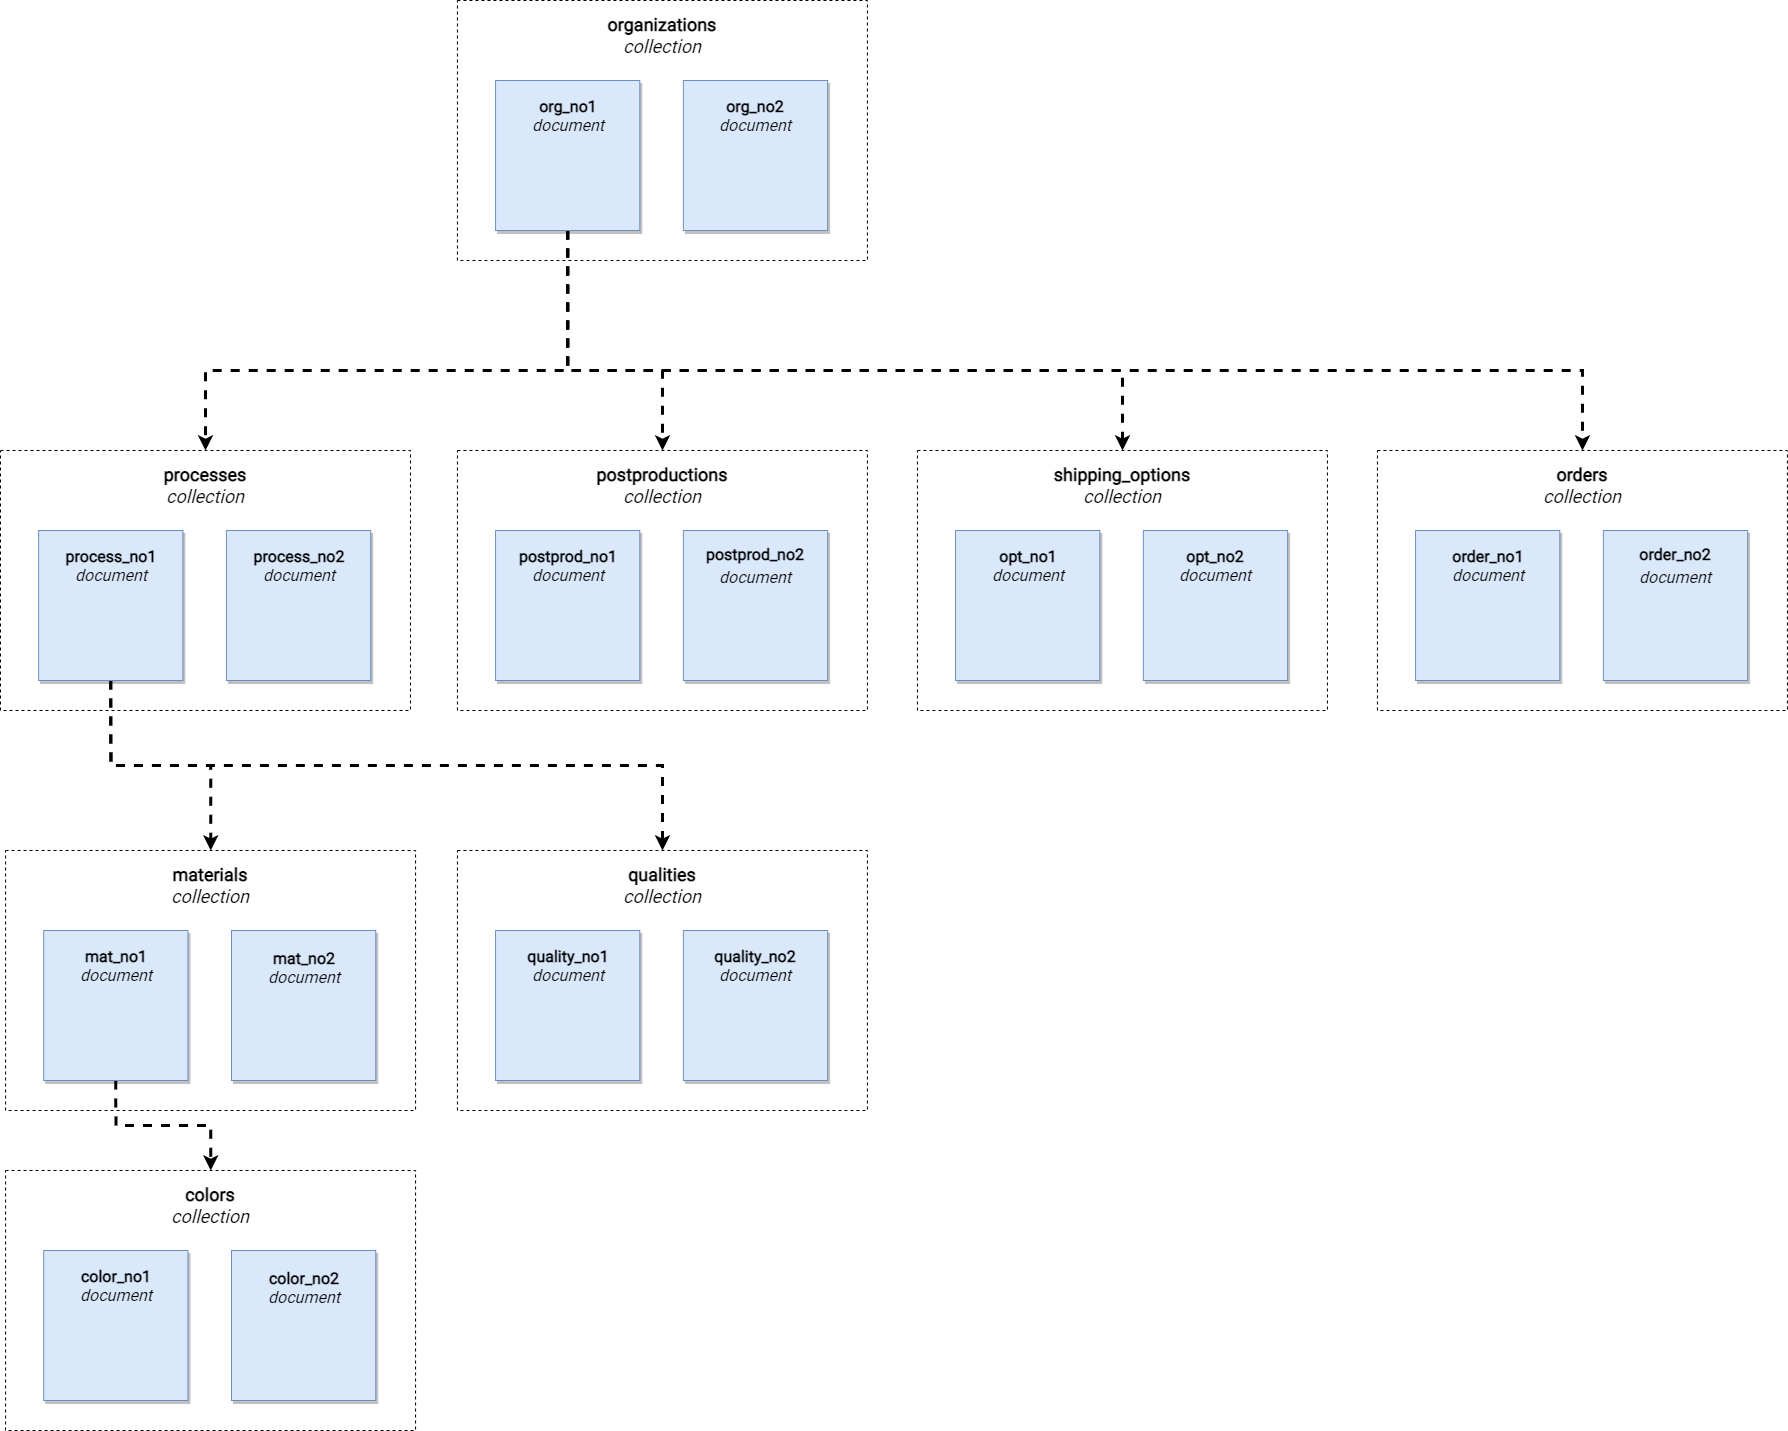 organizations
collection
org_no1
document
org_no2
document
processes
collection
process_no1
document
process_no2
document
postproductions
collection
postprod_no1
document
postprod_no2
document
shipping_options
collection
opt_no1
document
opt_no2
document
orders
collection
order_no1
document
order_no2
document
materials
collection
mat_no1
document
mat_no2
document
qualities
collection
quality_no1
document
quality_no2
document
colors
collection
color_no1
document
color_no2
document